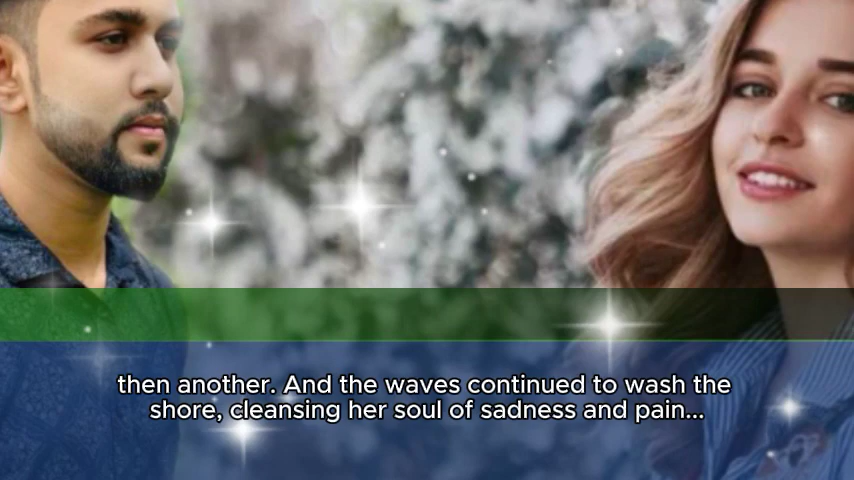 then another. And the waves continued to wash the
shore, cleansing her soul of sadness and pain...